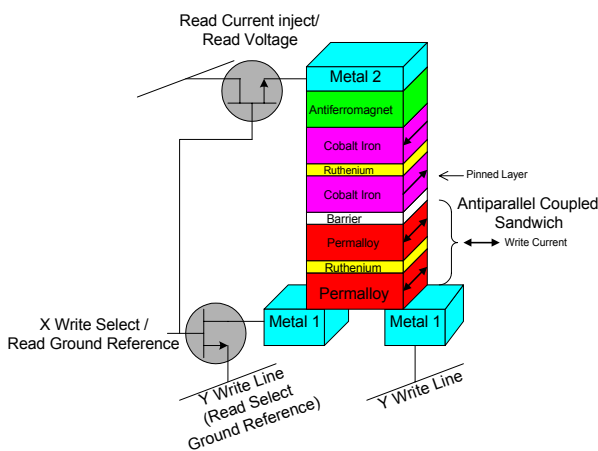 Read Current inject/
Read Voltage
Metal 2
Antiferromagnet
Cobalt Iron
Ruthenium
Pinned Layer
Cobalt Iron
Antiparallel Coupled
Sandwich
Barrier
Permalloy
Write Current
Ruthenium
Permalloy
X Write Select /
Read Ground Reference
Metal 1
Metal 1
Y Write Line
(Read Select
Ground Reference)
Y Write Line